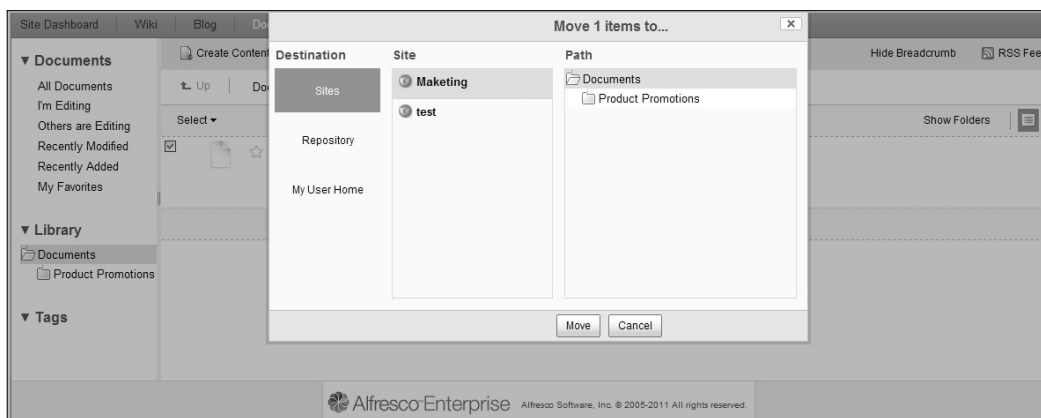 Site Dashboard Wiki Blog Do
Move 1 items to...
Documents
All Documents
I'm Editing
Others are Editing
Recently Modified
Recently Added
My Favorites
Library
Documents
Product Promotions
Tags
Create Content
Hide Breadcrumb RSS Fee
Up Do
Select
Show Folders
Destination
Sites
Repository
My User Home
Site
Maketing
test
Path
Documents
Product Promotions
Move Cancel
Alfresco Enterprise Alfresco Software, Inc. © 2005-2011 All rights reserved.